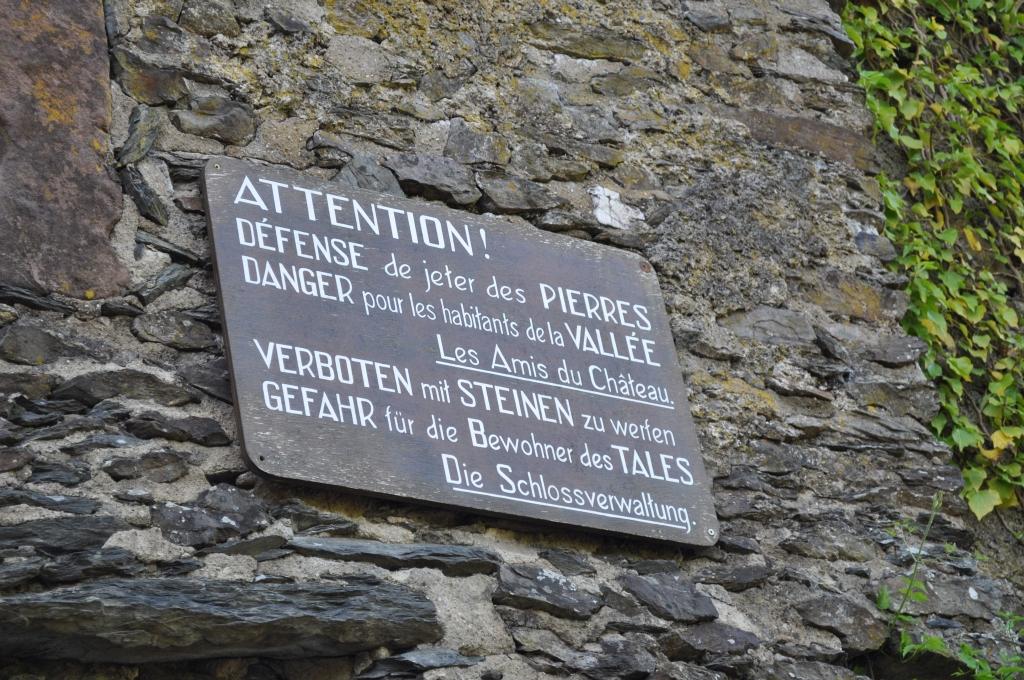 ATTENTION!
DÉFENSE de jeter des PIERRES
DANGER pour les habitants de la VALLÉE
Les Amis du Château.
VERBOTEN mit STEINEN zu werfen
GEFAHR für die Bewohner des TALES
Die Schlossverwaltung.